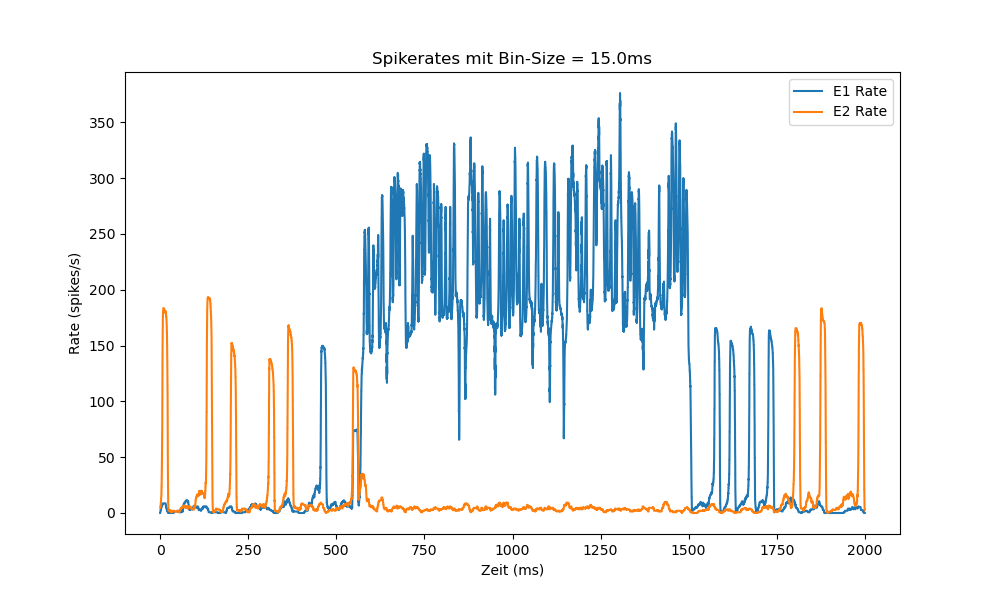 Spikerates mit Bin-Size = 15.0ms
E1 Rate
E2 Rate
Rate (spikes/s)
350
300
250
200
150
100
50
0
0 250 500 750 1000 1250 1500 1750 2000
Zeit (ms)